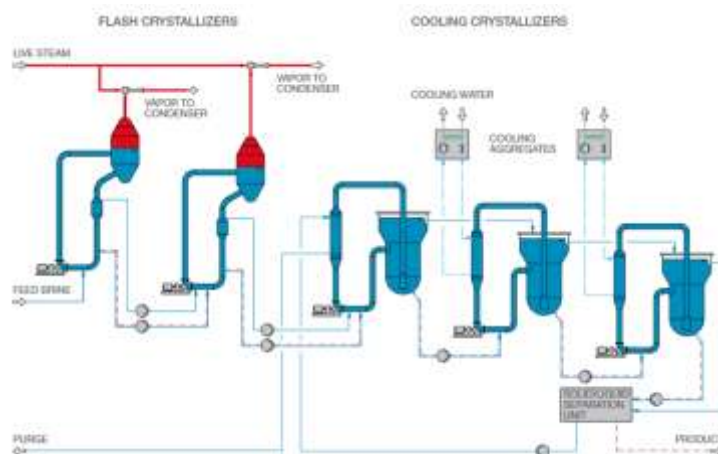 FLASH CRYSTALLIZERS
COOLING CRYSTALLIZERS
LIVE STEAM
VAPOR TO
CONDENSER
VAPOR TO
CONDENSER
COOLING WATER
COOLING
AGGREGATES
FEED BRINE
SOLID/LIQUID
SEPARATION
UNIT
PURGE
PRODUCT